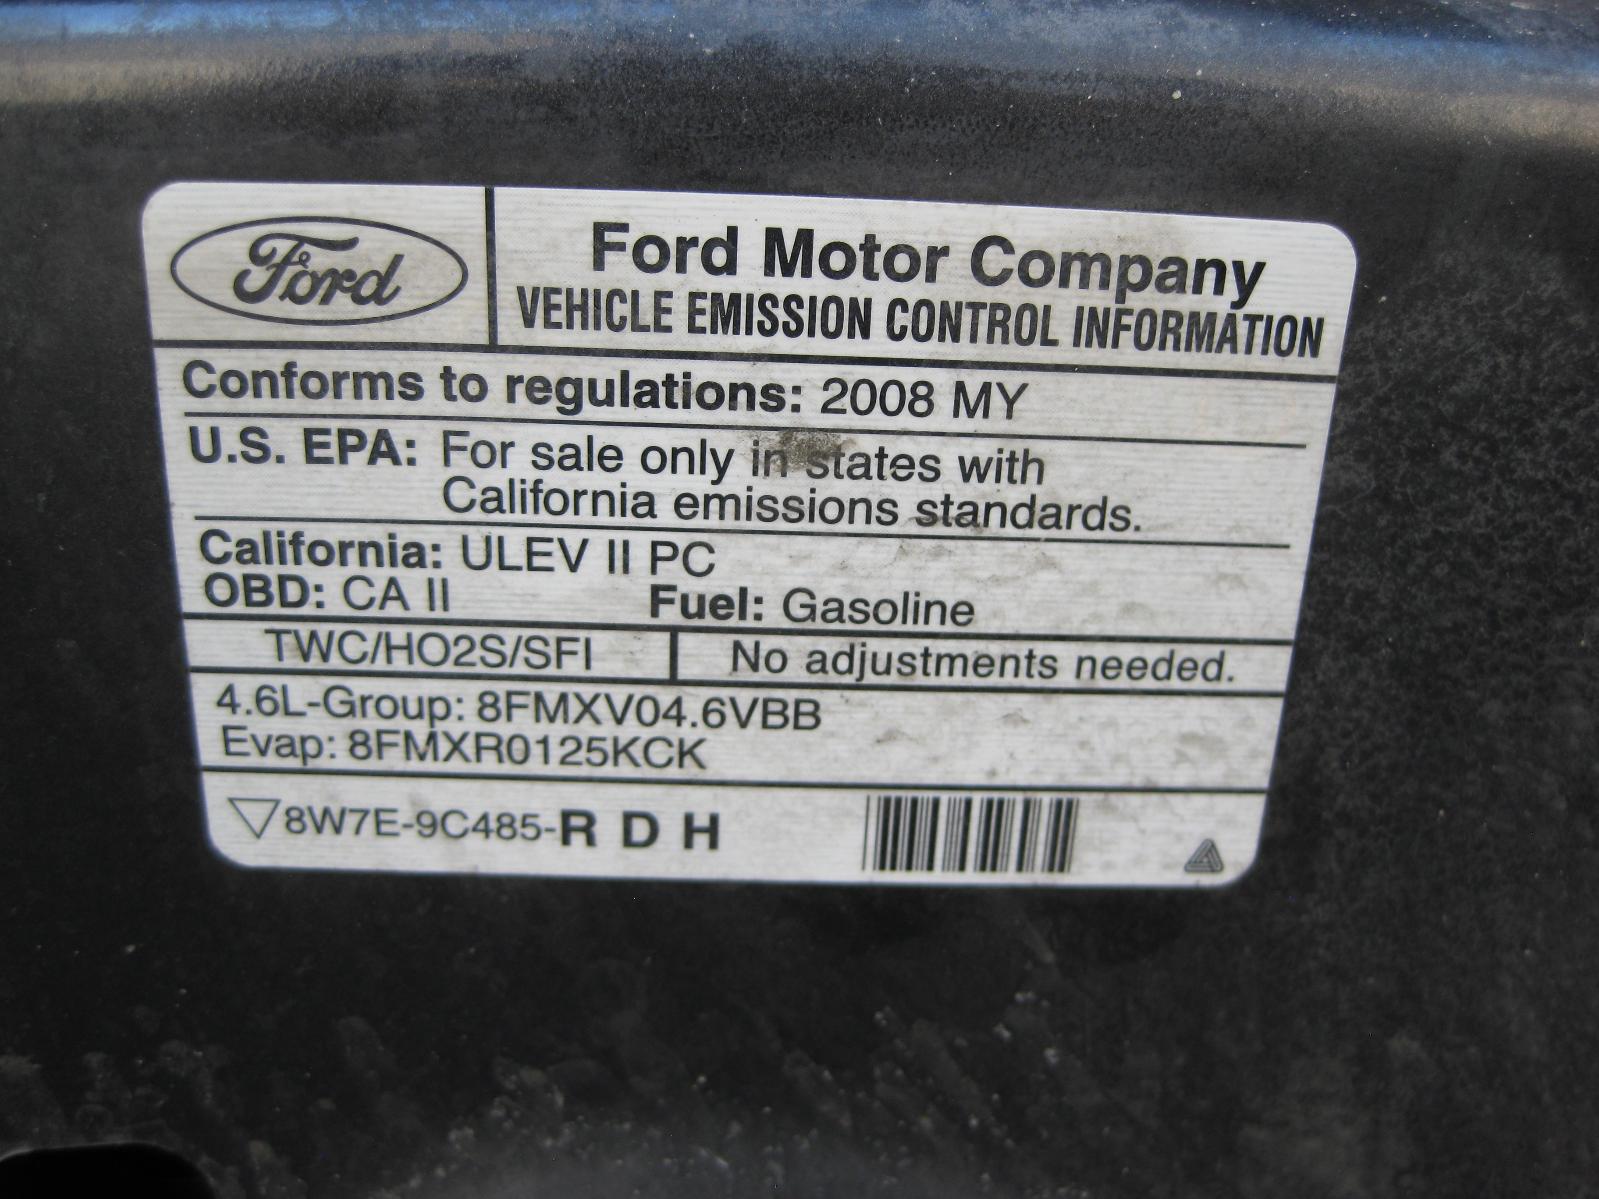 Ford
Ford Motor Company
VEHICLE EMISSION CONTROL INFORMATION
Conforms to regulations: 2008 MY
U.S. EPA: For sale only in states with
California emissions standards.
California: ULEV II PC
OBD: CA II Fuel: Gasoline
TWC/HO2S/SFI No adjustments needed.
4.6L-Group: 8FMXV04.6VBB
Evap: 8FMXR0125KCK
8W7E-9C485-R D H